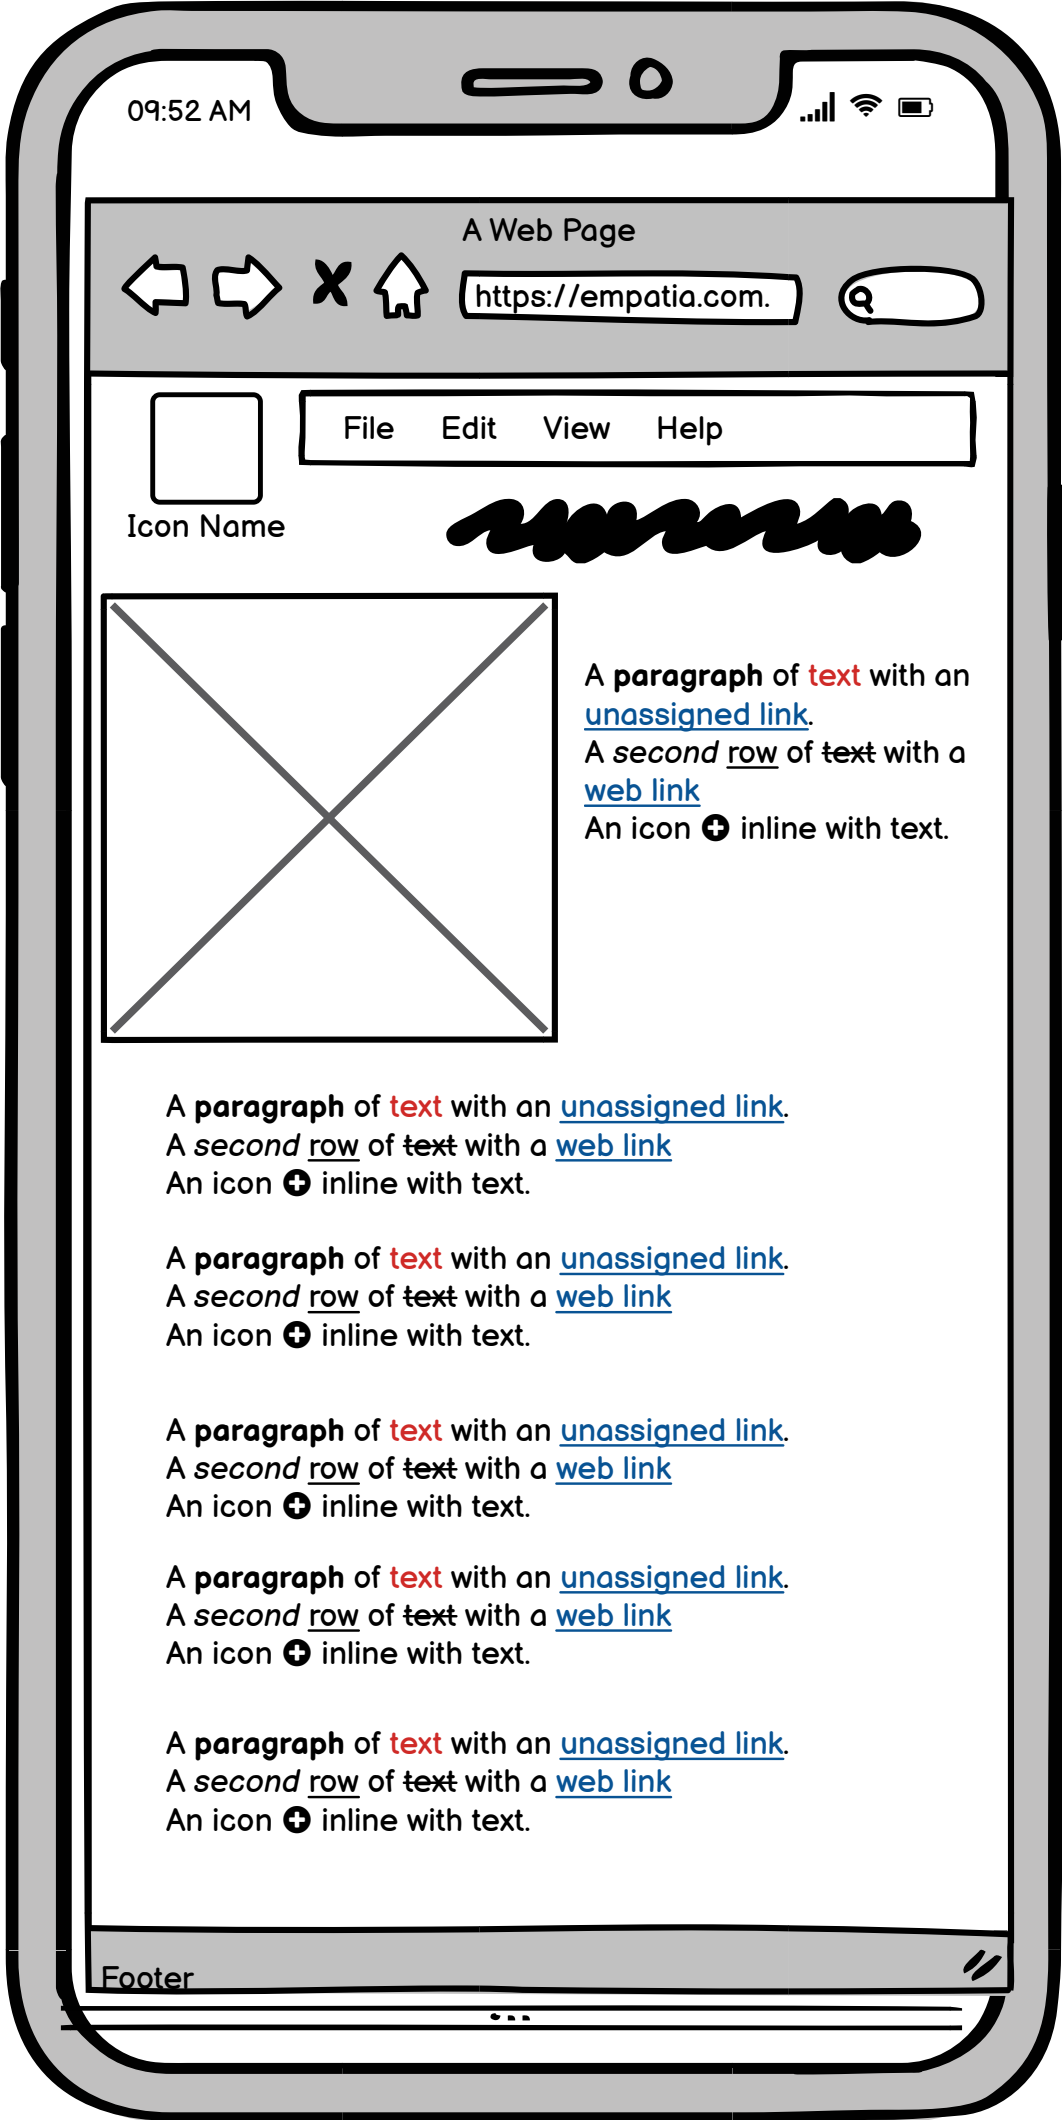 09:52 AM
A Web Page
https://empatia.com.
File Edit View Help
Icon Name
A paragraph of text with an
unassigned link.
A second row of text with a
web link
An icon inline with text.
A paragraph of text with an unassigned link.
A second row of text with a web link
An icon inline with text.
A paragraph of text with an unassigned link.
A second row of text with a web link
An icon inline with text.
A paragraph of text with an unassigned link.
A second row of text with a web link
An icon inline with text.
A paragraph of text with an unassigned link.
A second row of text with a web link
An icon inline with text.
A paragraph of text with an unassigned link.
A second row of text with a web link
An icon inline with text.
Footer